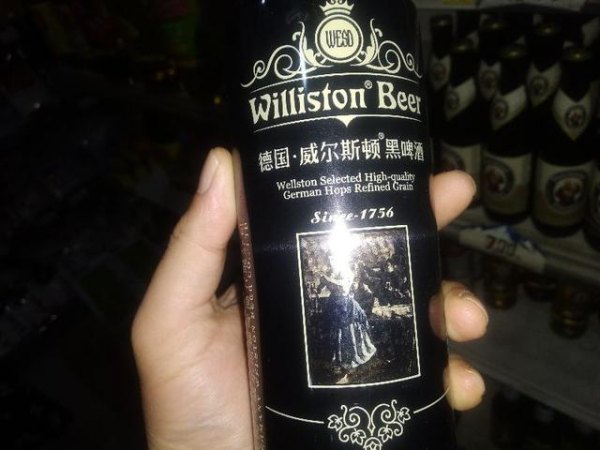 WESD
Williston® Beer
德国·威尔斯顿®黑啤酒
Wellston Selected High-quality
German Hops Refined Grain
Since-1756